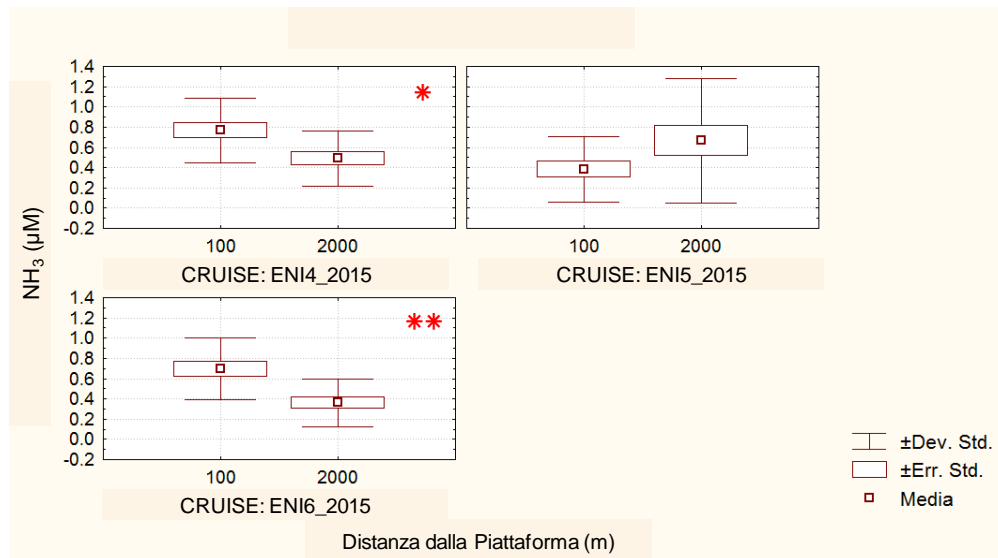 1.4
1.2
1.0
0.8
0.6
0.4
0.2
0.0
-0.2
100 2000 100 2000
CRUISE: ENI4_2015 CRUISE: ENI5_2015
NH₃ (µM)
1.4
1.2
1.0
0.8
0.6
0.4
0.2
0.0
-0.2
100 2000
CRUISE: ENI6_2015
±Dev. Std.
±Err. Std.
Media
Distanza dalla Piattaforma (m)